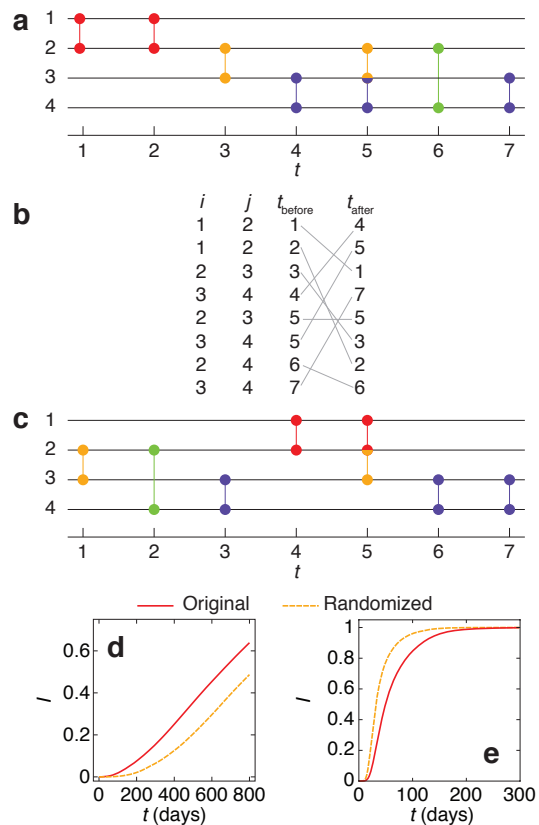 a
1
2
3
4
1 2 3 4 5 6 7
t
b
i j t_before t_after
1 2 1 4
1 2 2 5
2 3 3 1
3 4 4 7
2 3 5 5
3 4 5 3
2 4 6 2
3 4 7 6
c
1
2
3
4
1 2 3 4 5 6 7
t
Original Randomized
d
0.6
0.4
0.2
0
I
0 200 400 600 800
t (days)
e
1
0.8
0.6
0.4
0.2
0
I
0 100 200 300
t (days)